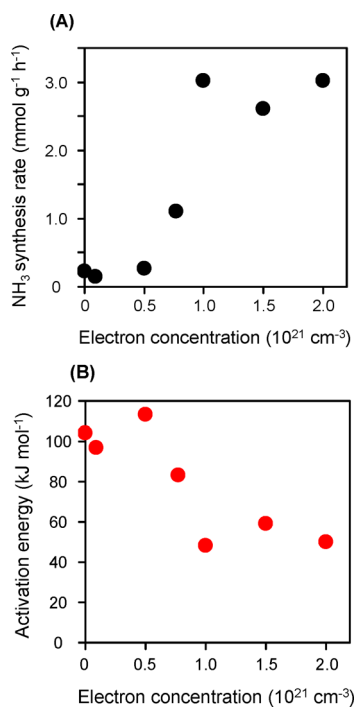 (A)
NH₃ synthesis rate (mmol g⁻¹ h⁻¹)
3.0
2.0
1.0
0
0 0.5 1.0 1.5 2.0
Electron concentration (10²¹ cm⁻³)
(B)
Activation energy (kJ mol⁻¹)
120
100
80
60
40
20
0
0 0.5 1.0 1.5 2.0
Electron concentration (10²¹ cm⁻³)